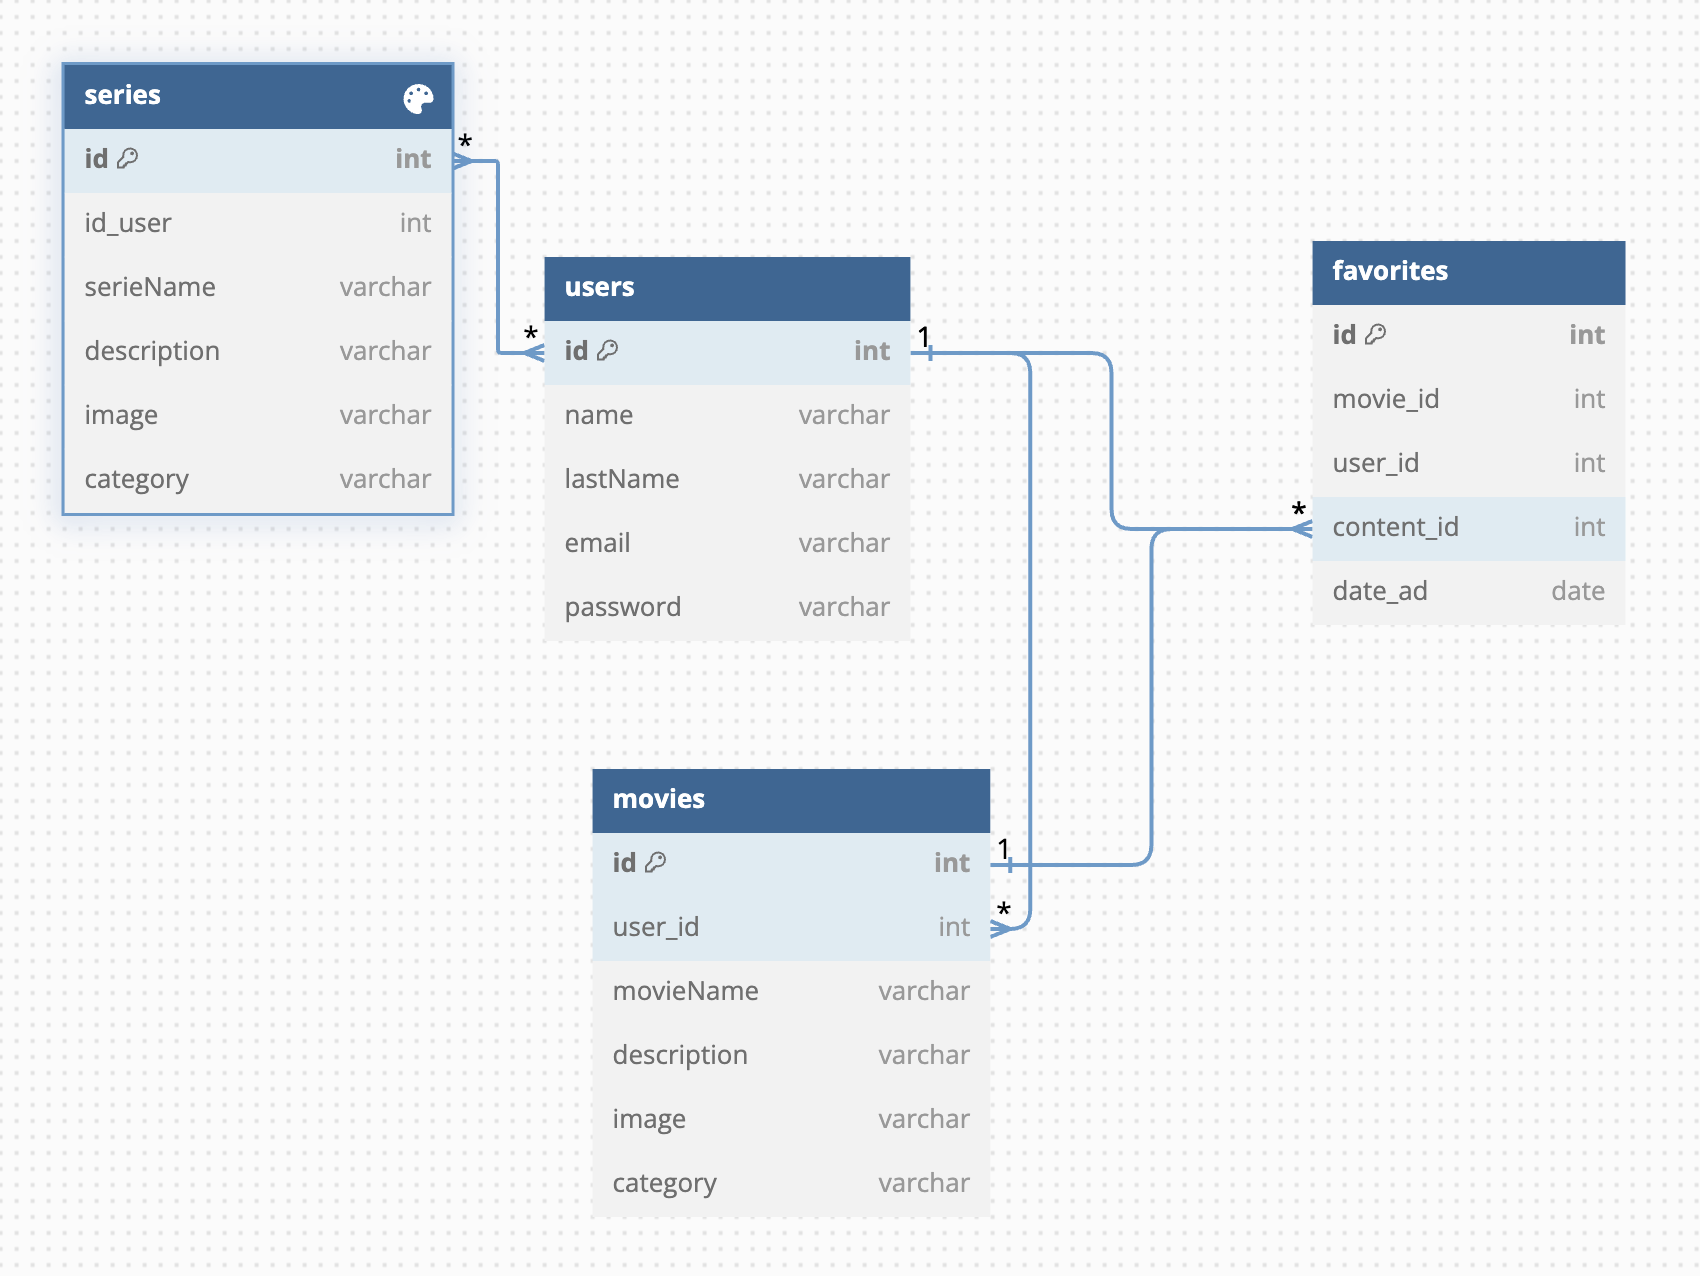 series
id int
id_user int
serieName varchar
description varchar
image varchar
category varchar
*
*
users
id int
name varchar
lastName varchar
email varchar
password varchar
1
favorites
id int
movie_id int
user_id int
content_id int
date_ad date
*
movies
id int
user_id int
movieName varchar
description varchar
image varchar
category varchar
1
*